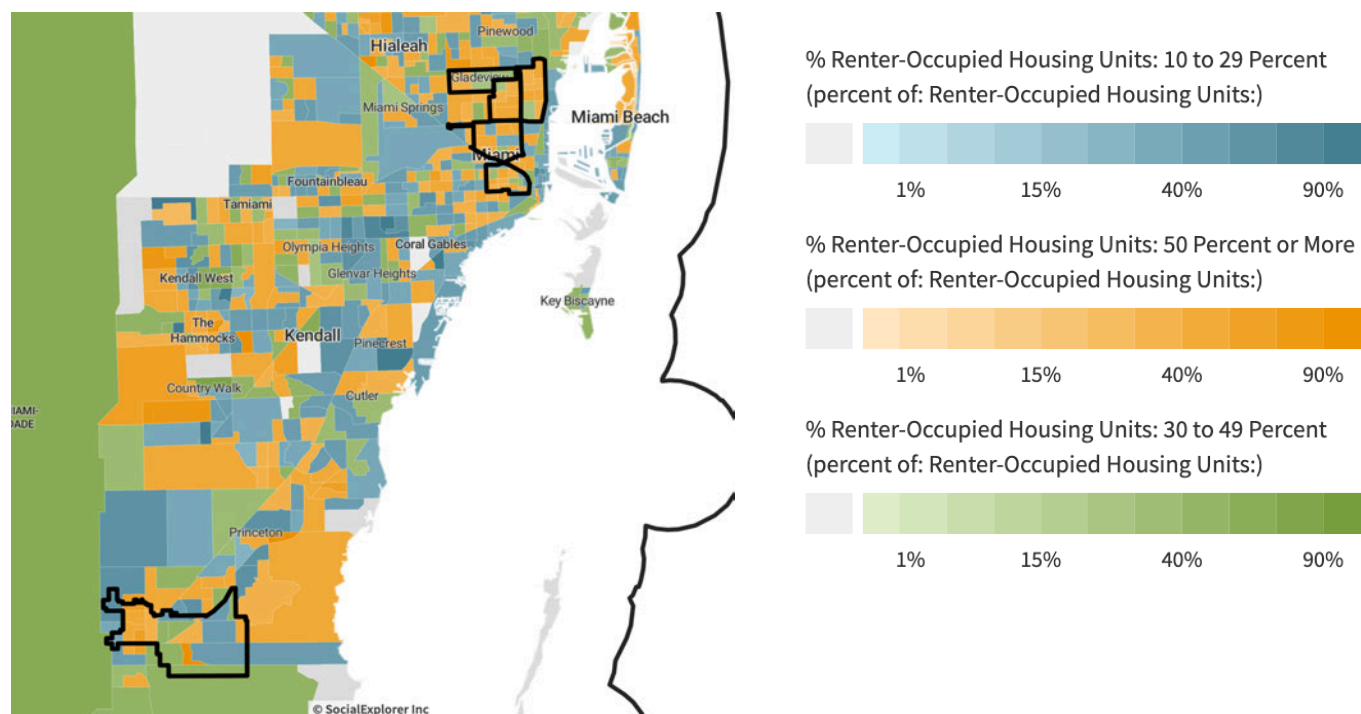 Pinewood
Hialeah
Gladeview
Miami Springs
Miami Beach
Miami
Fountainbleau
Tamiami
Olympia Heights
Coral Gables
Glenvar Heights
Kendall West
Key Biscayne
The
Hammocks
Kendall
Pinecrest
Country Walk
Cutler
IAMI-
DADE
Princeton
© SocialExplorer Inc
% Renter-Occupied Housing Units: 10 to 29 Percent
(percent of: Renter-Occupied Housing Units:)
1% 15% 40% 90%
% Renter-Occupied Housing Units: 50 Percent or More
(percent of: Renter-Occupied Housing Units:)
1% 15% 40% 90%
% Renter-Occupied Housing Units: 30 to 49 Percent
(percent of: Renter-Occupied Housing Units:)
1% 15% 40% 90%